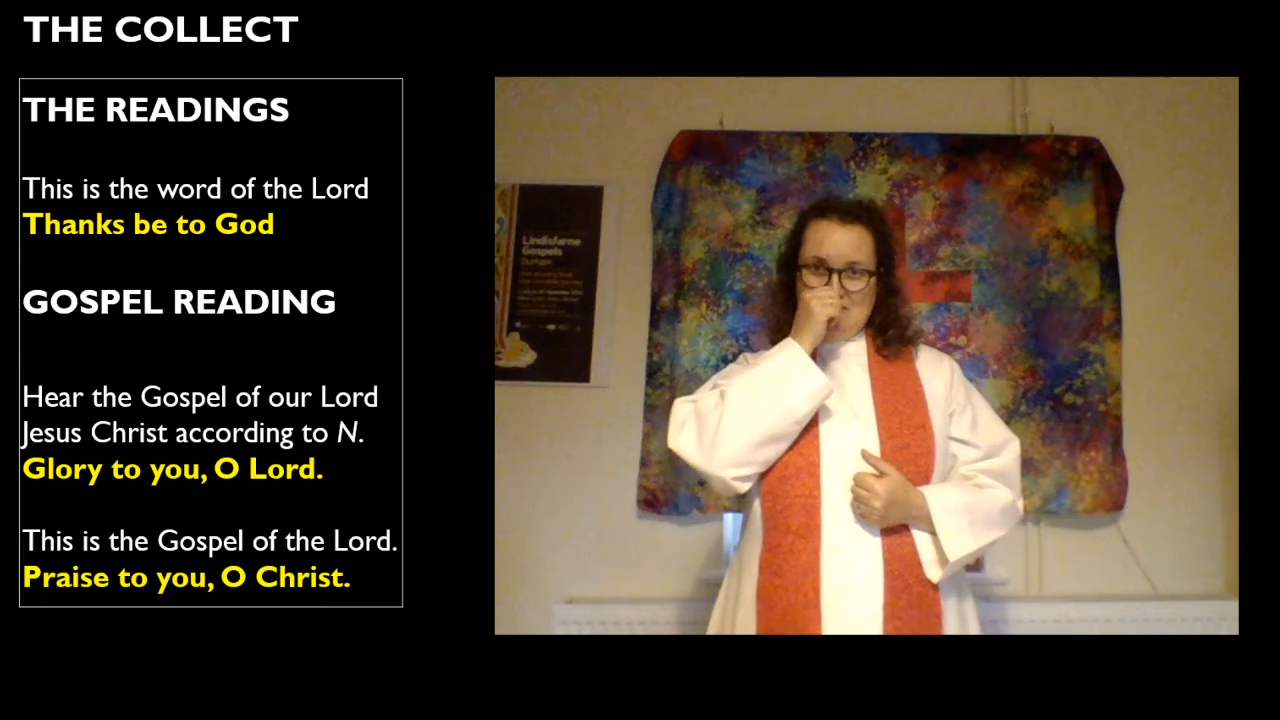 THE COLLECT
THE READINGS
This is the word of the Lord
Thanks be to God
GOSPEL READING
Hear the Gospel of our Lord
Jesus Christ according to N.
Glory to you, O Lord.
This is the Gospel of the Lord.
Praise to you, O Christ.
Lindisfarne
Gospels
Durham